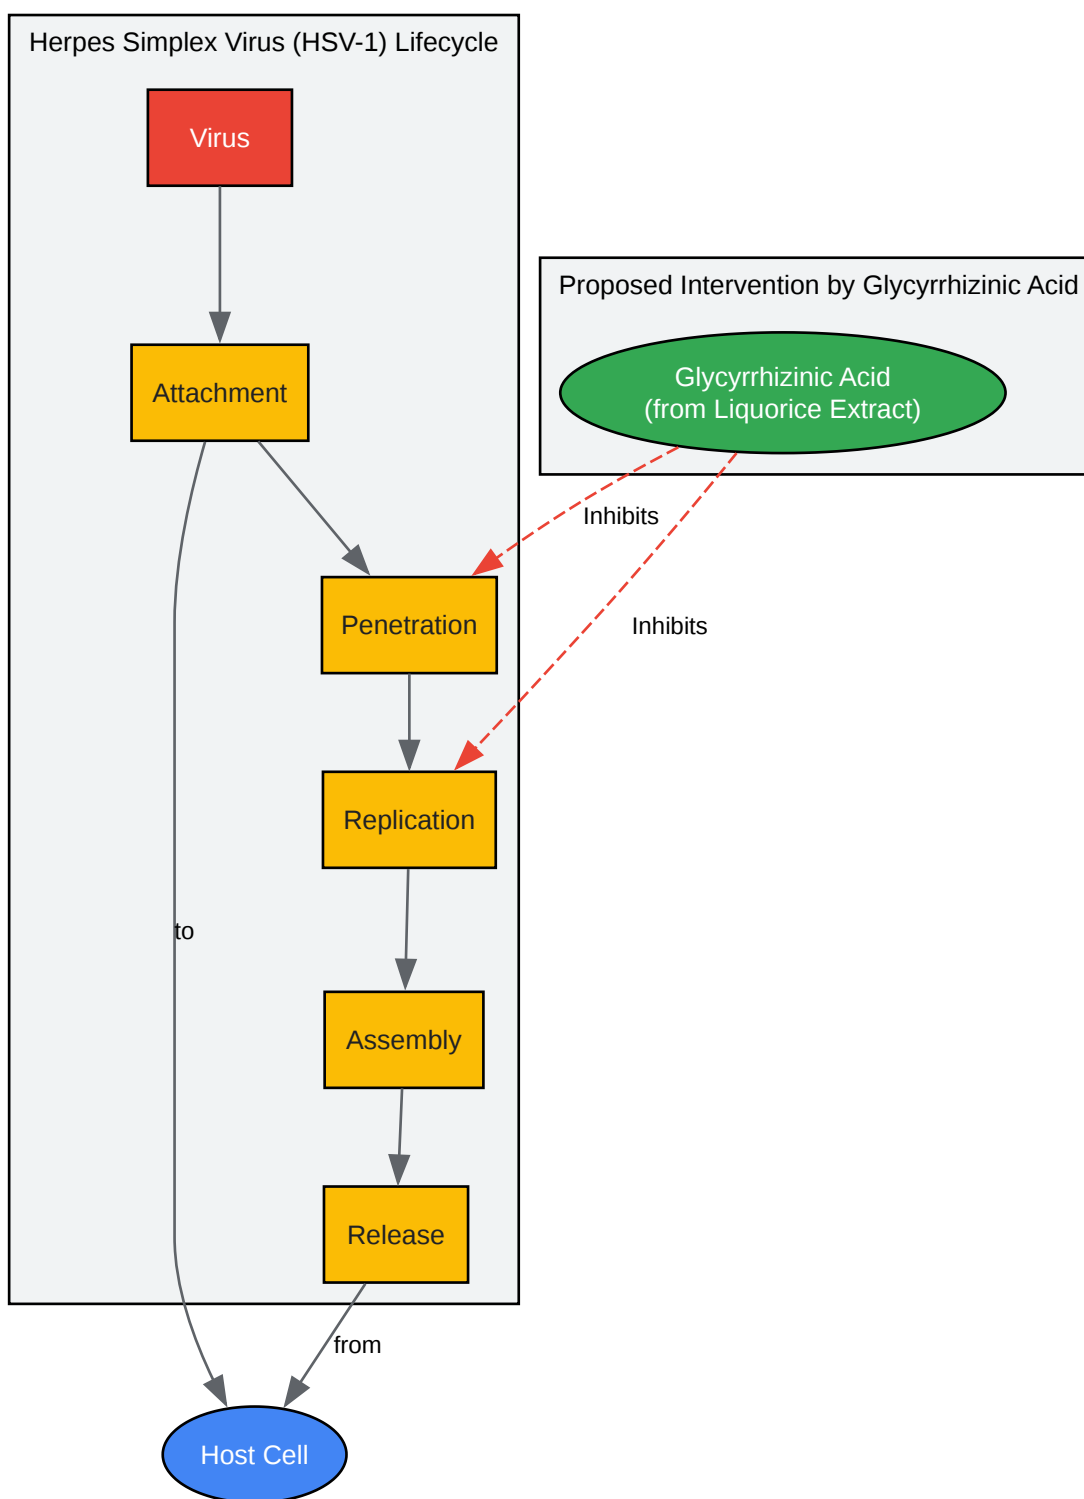 Herpes Simplex Virus (HSV-1) Lifecycle
Virus
Proposed Intervention by Glycyrrhizinic Acid
Glycyrrhizinic Acid
(from Liquorice Extract)
Attachment
Inhibits
Penetration
Inhibits
Replication
to
Assembly
Release
from
Host Cell